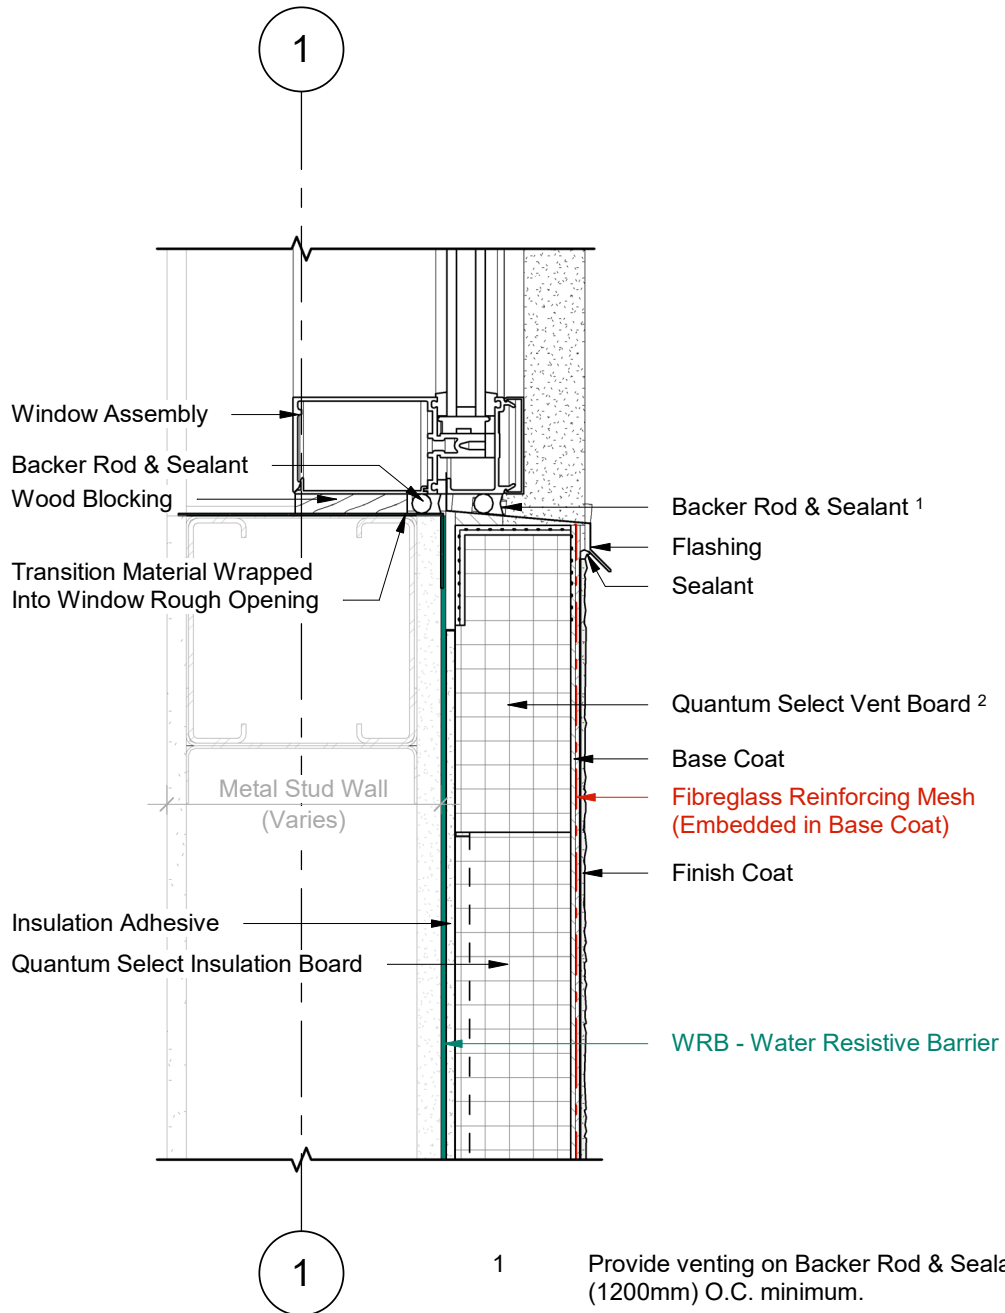 1
Window Assembly
Backer Rod & Sealant
Wood Blocking
Transition Material Wrapped
Into Window Rough Opening
Backer Rod & Sealant 1
Flashing
Sealant
Quantum Select Vent Board 2
Base Coat
Fibreglass Reinforcing Mesh
(Embedded in Base Coat)
Finish Coat
Metal Stud Wall
(Varies)
Insulation Adhesive
Quantum Select Insulation Board
WRB - Water Resistive Barrier
1
1 Provide venting on Backer Rod &
(1200mm) O.C. minimum.